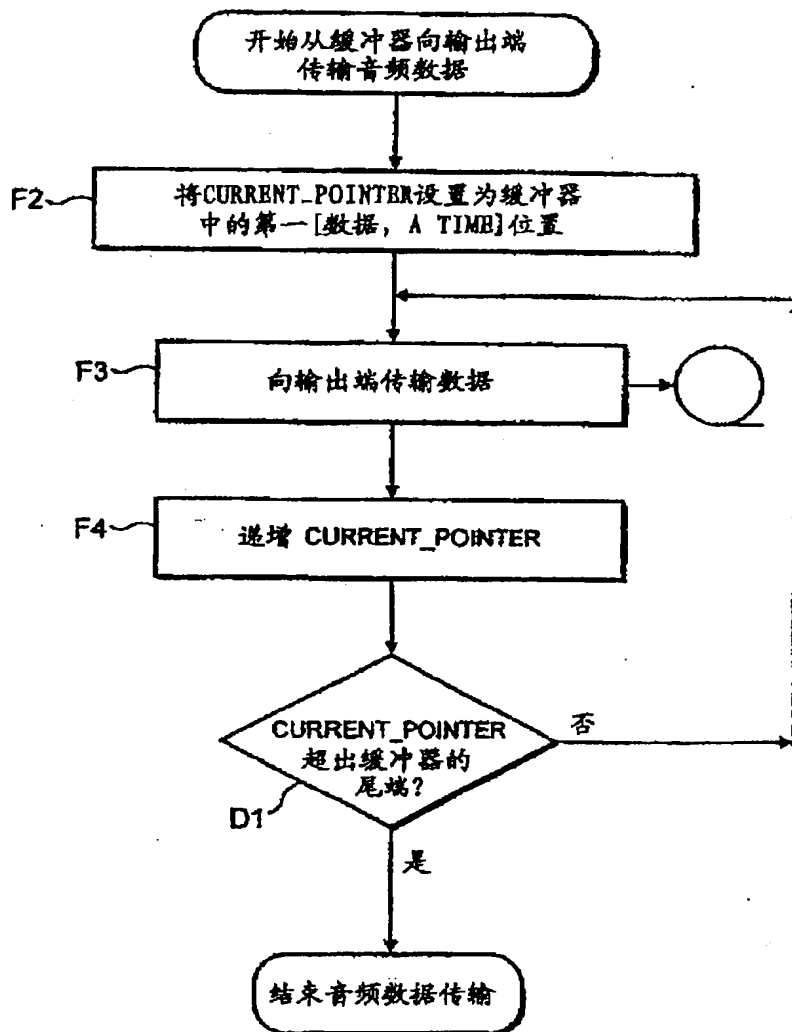 开始从缓冲器向输出端
传输音频数据
F2
将CURRENT_POINTER设置为缓冲器
中的第一[数据, A TIME]位置
F3
向输出端传输数据
F4
递增 CURRENT_POINTER
CURRENT_POINTER
超出缓冲器的
尾端?
否
D1
是
结束音频数据传输